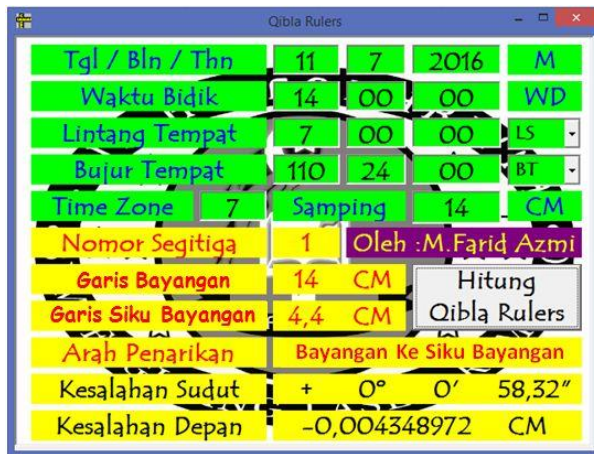 Qibla Rulers
Tgl / Bln / Thn 11 7 2016 M
Waktu Bidik 14 00 00 WD
Lintang Tempat 7 00 00 LS
Bujur Tempat 110 24 00 BT
Time Zone 7 Samping 14 CM
Nomor Segitiga 1 Oleh :M.Farid Azmi
Garis Bayangan 14 CM
Garis Siku Bayangan 4,4 CM
Hitung
Qibla Rulers
Arah Penarikan Bayangan Ke Siku Bayangan
Kesalahan Sudut + 0° 0' 58,32"
Kesalahan Depan -0,004348972 CM